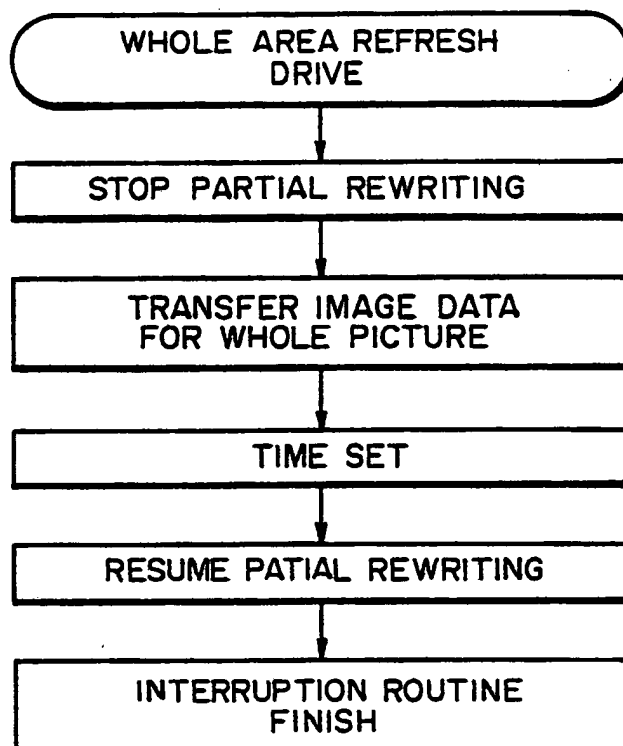 WHOLE AREA REFRESH
DRIVE
STOP PARTIAL REWRITING
TRANSFER IMAGE DATA
FOR WHOLE PICTURE
TIME SET
RESUME PATIAL REWRITING
INTERRUPTION ROUTINE
FINISH